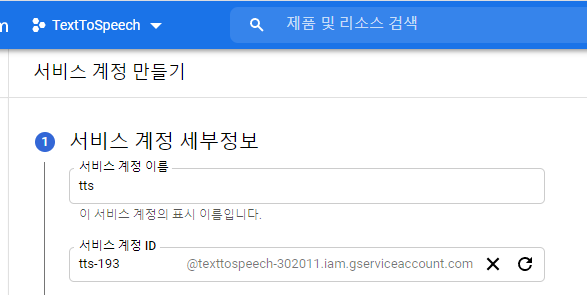 m TextToSpeech 제품 및 리소스 검색
서비스 계정 만들기
1 서비스 계정 세부정보
서비스 계정 이름
tts
이 서비스 계정의 표시 이름입니다.
서비스 계정 ID
tts-193 @texttospeech-302011.iam.gserviceaccount.com